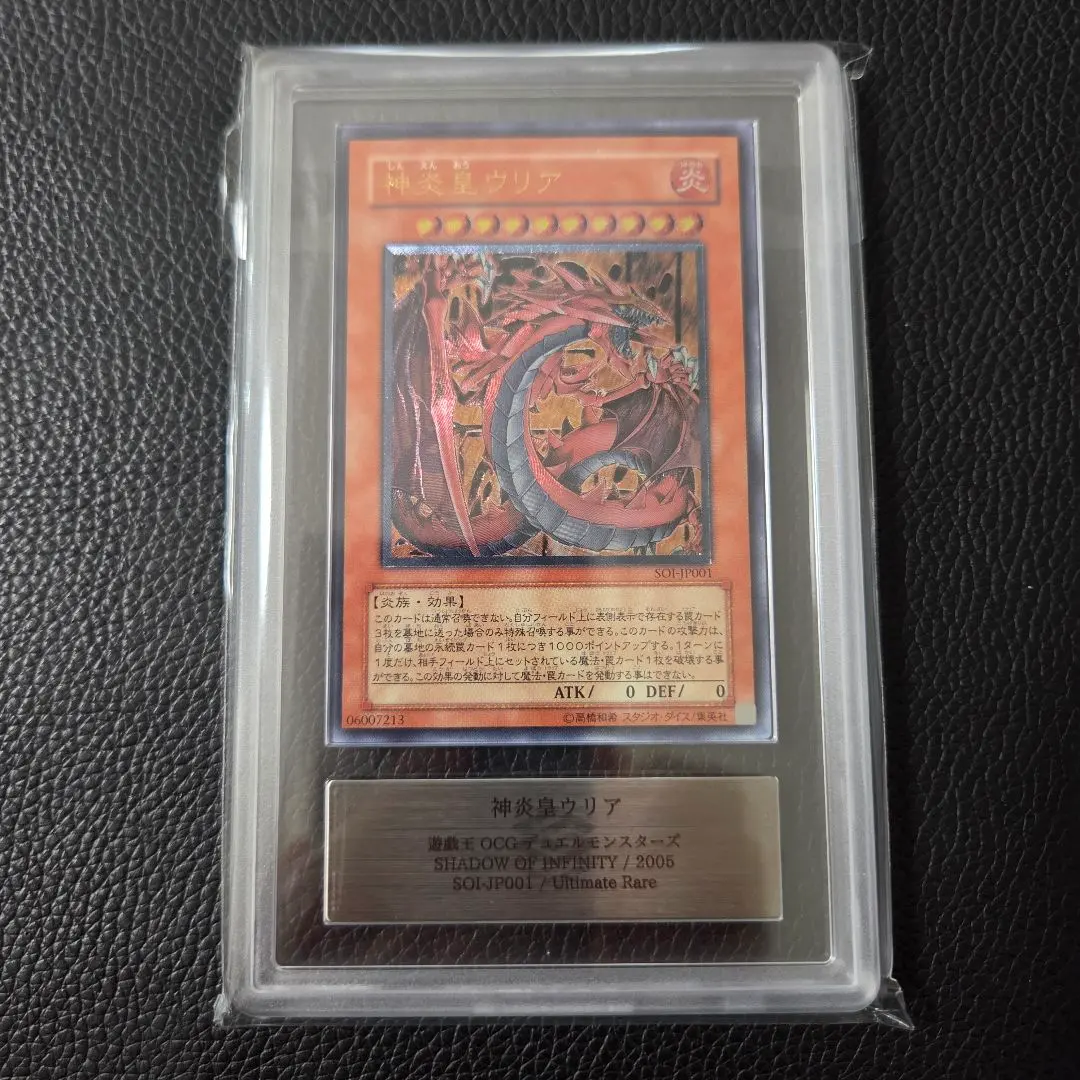 しん えん おう
神炎皇ウリア
炎
SOI-JP001
【炎族・効果】
このカードは通常召喚できない。自分フィールド上に表側表示で存在する罠カード
3枚を墓地に送った場合のみ特殊召喚する事ができる。このカードの攻撃力は、
自分の墓地の永続罠カード1枚につき1000ポイントアップする。1ターンに
1度だけ、相手フィールド上にセットされている魔法・罠カード1枚を破壊する事
ができる。この効果の発動に対して魔法・罠カードを発動する事はできない。
ATK/ 0 DEF/ 0
06007213
©高橋和希 スタジオ・ダイス/集英社
神炎皇ウリア
遊戯王 OCG デュエルモンスターズ
SHADOW OF INFINITY / 2005
SOI-JP001 / Ultimate Rare